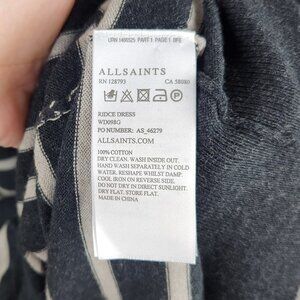 URN 1466525 PART 1 PAGE 1 BFE
ALLSAINTS
RN 128793 CA 58080
RIDCE DRESS
WD098G
PO NUMBER: AS_46279
ALLSAINTS.COM
100% COTTON
DRY CLEAN. WASH INSIDE OUT.
HAND WASH SEPARATELY IN COLD
WATER. RESHAPE WHILST DAMP.
COOL IRON ON REVERSE SIDE.
DO NOT DRY IN DIRECT SUNLIGHT.
DRY FLAT. STORE FLAT.
MADE IN CHINA